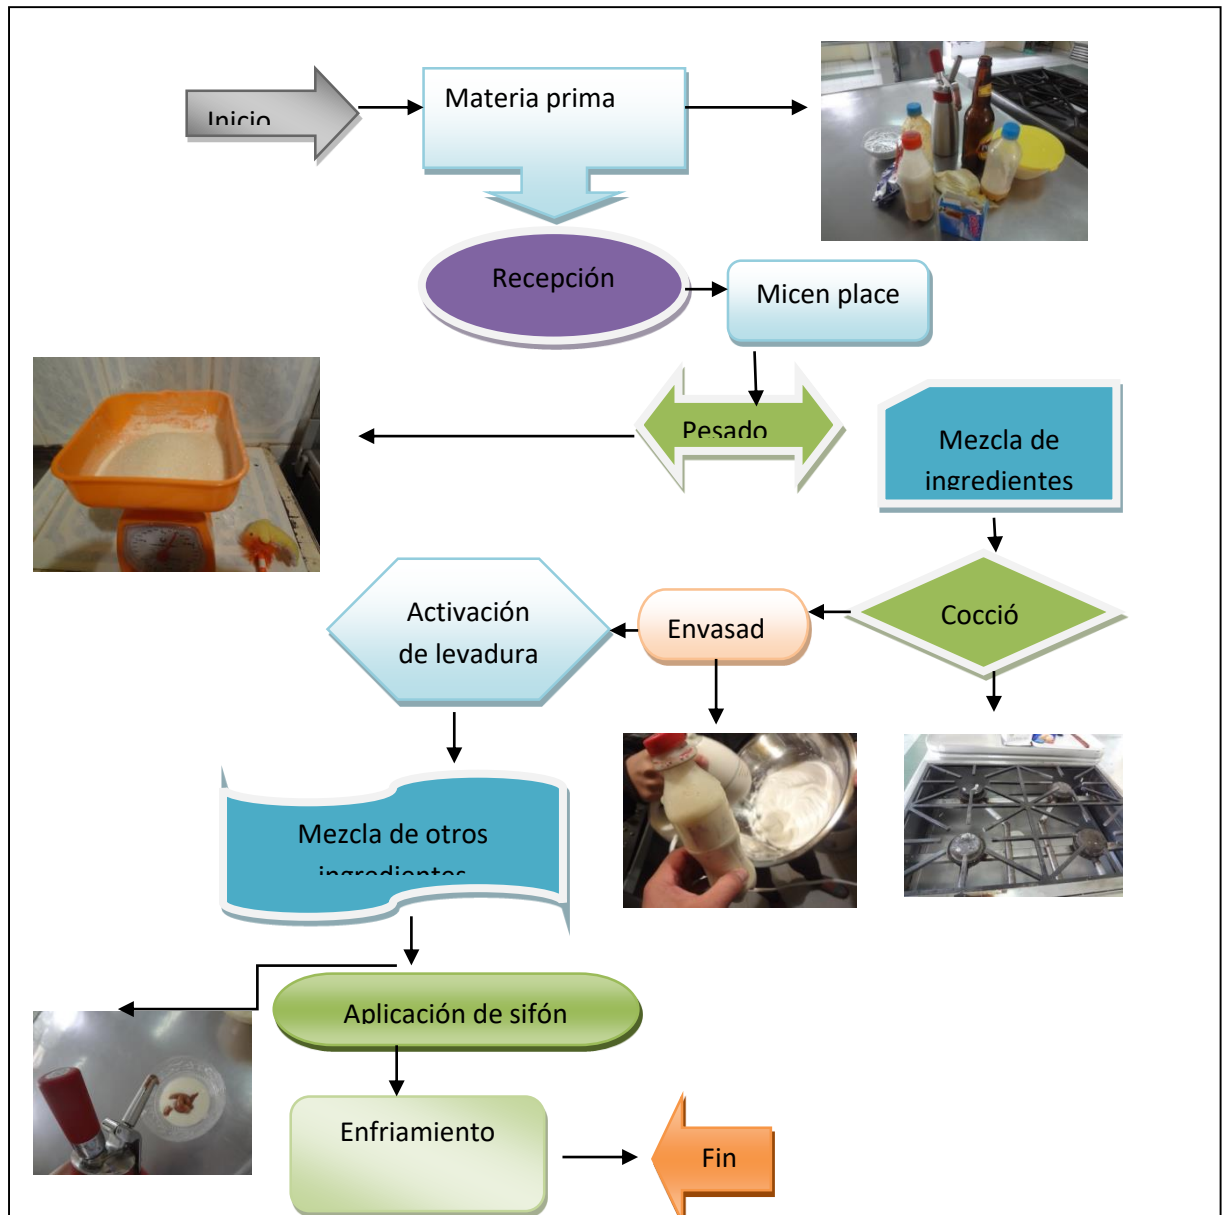 Inicio
Materia prima
Recepción
Micen place
Pesado
Mezcla de
ingredientes
Cocció
Envasad
Activación
de levadura
Mezcla de otros
ingredientes
Aplicación de sifón
Enfriamiento
Fin